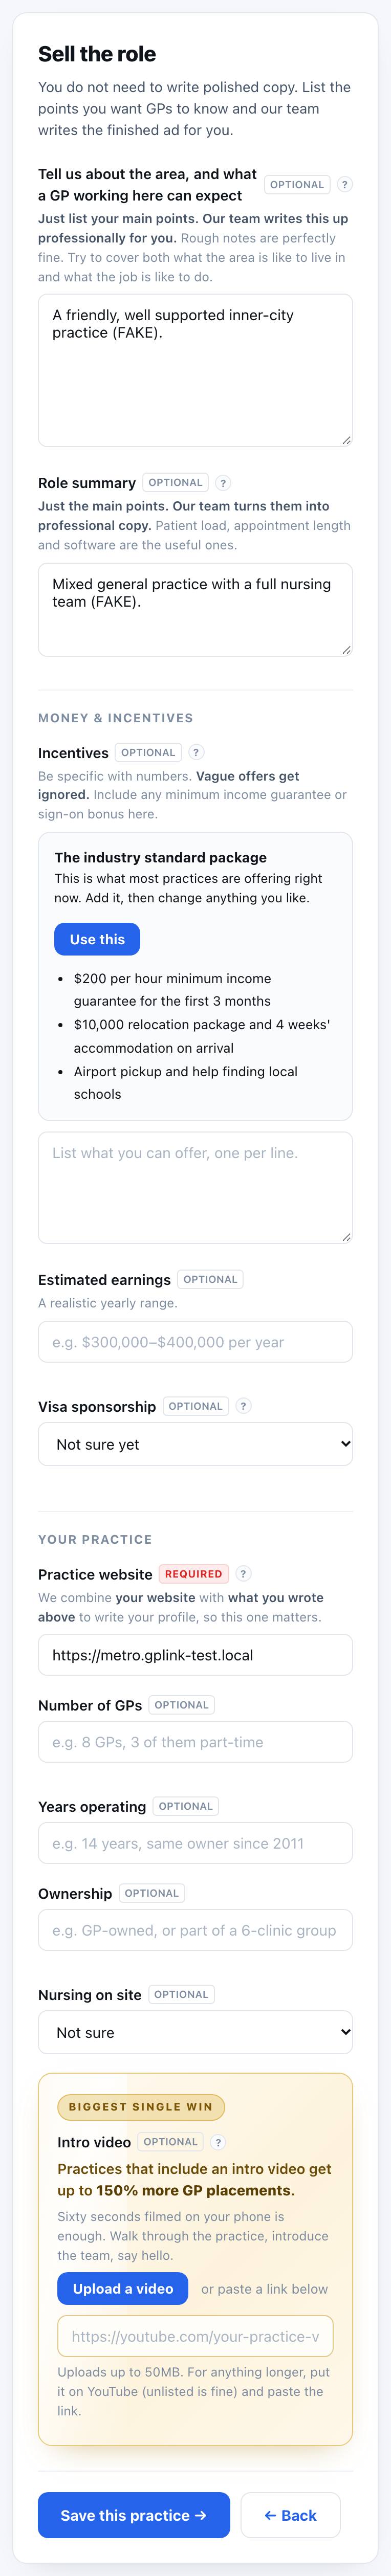 Sell the role
You do not need to write polished copy. List the
points you want GPs to know and our team
writes the finished ad for you.
Tell us about the area, and what
a GP working here can expect
OPTIONAL
?
Just list your main points. Our team writes this up
professionally for you. Rough notes are perfectly
fine. Try to cover both what the area is like to live in
and what the job is like to do.
A friendly, well supported inner-city
practice (FAKE).
Role summary OPTIONAL ?
Just the main points. Our team turns them into
professional copy. Patient load, appointment length
and software are the useful ones.
Mixed general practice with a full nursing
team (FAKE).
MONEY & INCENTIVES
Incentives OPTIONAL ?
Be specific with numbers. Vague offers get
ignored. Include any minimum income guarantee or
sign-on bonus here.
The industry standard package
This is what most practices are offering right
now. Add it, then change anything you like.
Use this
• $200 per hour minimum income
guarantee for the first 3 months
• $10,000 relocation package and 4 weeks'
accommodation on arrival
• Airport pickup and help finding local
schools
List what you can offer, one per line.
Estimated earnings OPTIONAL
A realistic yearly range.
e.g. $300,000–$400,000 per year
Visa sponsorship OPTIONAL ?
Not sure yet
YOUR PRACTICE
Practice website REQUIRED ?
We combine your website with what you wrote
above to write your profile, so this one matters.
https://metro.gplink-test.local
Number of GPs OPTIONAL
e.g. 8 GPs, 3 of them part-time
Years operating OPTIONAL
e.g. 14 years, same owner since 2011
Ownership OPTIONAL
e.g. GP-owned, or part of a 6-clinic group
Nursing on site OPTIONAL
Not sure
BIGGEST SINGLE WIN
Intro video OPTIONAL ?
Practices that include an intro video get
up to 150% more GP placements.
Sixty seconds filmed on your phone is
enough. Walk through the practice, introduce
the team, say hello.
Upload a video or paste a link below
https://youtube.com/your-practice-v
Uploads up to 50MB. For anything longer, put
it on YouTube (unlisted is fine) and paste the
link.
Save this practice → ← Back